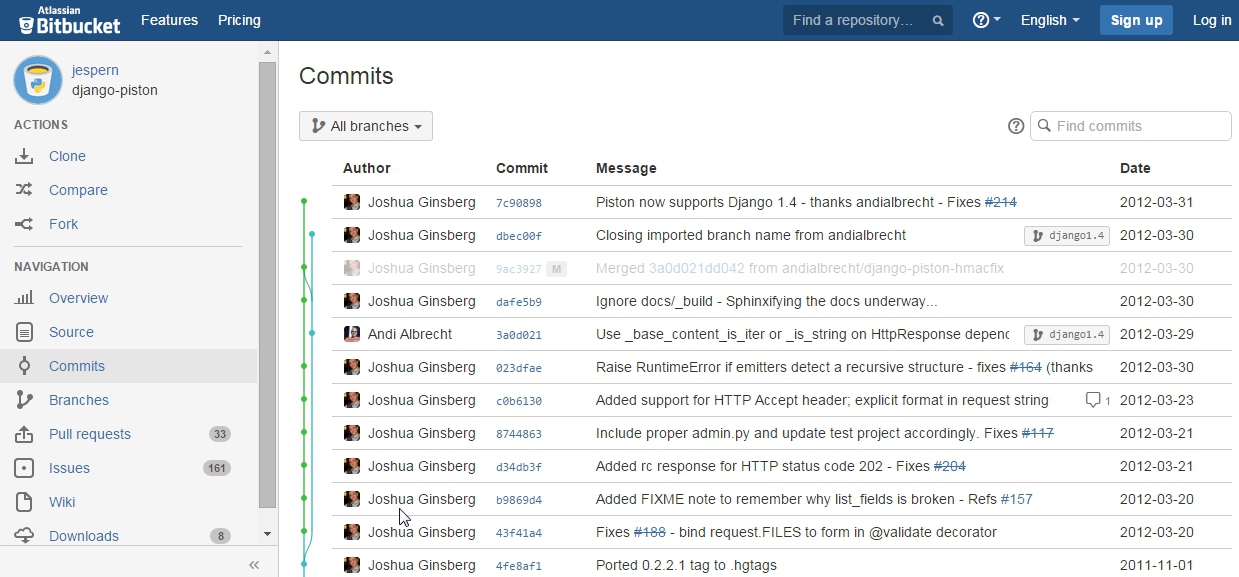 Atlassian
Bitbucket Features Pricing Find a repository... English Sign up Log in
jespern
django-piston
ACTIONS
Clone
Compare
Fork
NAVIGATION
Overview
Source
Commits
Branches
Pull requests 33
Issues 161
Wiki
Downloads 8
«
Commits
All branches ? Find commits
Author Commit Message Date
Joshua Ginsberg 7c90898 Piston now supports Django 1.4 - thanks andialbrecht - Fixes #214 2012-03-31
Joshua Ginsberg dbec00f Closing imported branch name from andialbrecht django1.4 2012-03-30
Joshua Ginsberg 9ac3927 M Merged 3a0d021dd042 from andialbrecht/django-piston-hmacfix 2012-03-30
Joshua Ginsberg dafe5b9 Ignore docs/_build - Sphinxifying the docs underway... 2012-03-30
Andi Albrecht 3a0d021 Use _base_content_is_iter or _is_string on HttpResponse depend django1.4 2012-03-29
Joshua Ginsberg 023dfae Raise RuntimeError if emitters detect a recursive structure - fixes #164 (thanks 2012-03-30
Joshua Ginsberg c0b6130 Added support for HTTP Accept header; explicit format in request string 1 2012-03-23
Joshua Ginsberg 8744863 Include proper admin.py and update test project accordingly. Fixes #117 2012-03-21
Joshua Ginsberg d34db3f Added rc response for HTTP status code 202 - Fixes #204 2012-03-21
Joshua Ginsberg b9869d4 Added FIXME note to remember why list_fields is broken - Refs #157 2012-03-20
Joshua Ginsberg 43f41a4 Fixes #188 - bind request.FILES to form in @validate decorator 2012-03-20
Joshua Ginsberg 4fe8af1 Ported 0.2.2.1 tag to .hgtags 2011-11-01